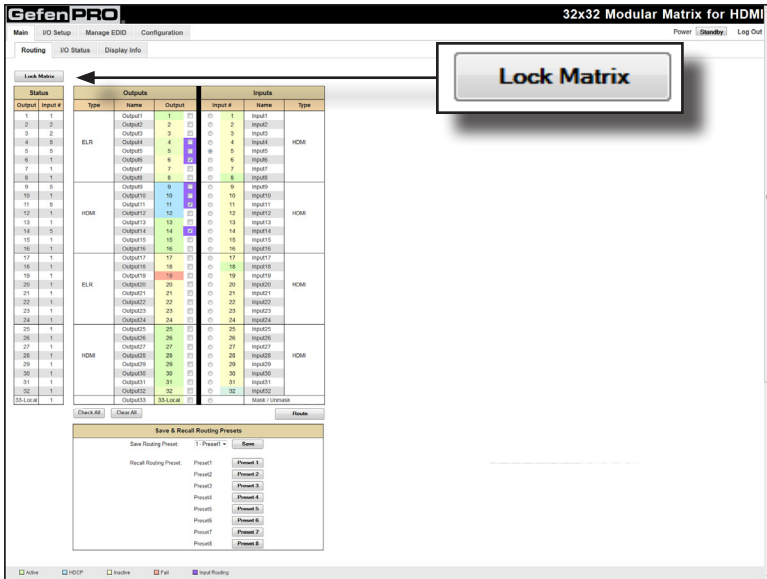 Gefen PRO 32x32 Modular Matrix for HDMI
Main I/O Setup Manage EDID Configuration Power Standby Log Out
Routing I/O Status Display Info
Lock Matrix
Lock Matrix
Status Outputs Inputs
Output Input # Type Name Output Input # Name Type
1 1 Output1 1 1 Input1
2 2 Output2 2 2 Input2
3 2 Output3 3 3 Input3
4 5 ELR Output4 4 4 Input4 HDMI
5 5 Output5 5 5 Input5
6 1 Output6 6 6 Input6
7 1 Output7 7 7 Input7
8 1 Output8 8 8 Input8
9 5 Output9 9 9 Input9
10 1 Output10 10 10 Input10
11 Output11 11 11 Input11
12 1 HDMI Output12 12 12 Input12 HDMI
13 1 Output13 13 13 Input13
14 5 Output14 14 14 Input14
15 1 Output15 15 15 Input15
16 1 Output16 16 16 Input16
17 1 Output17 17 17 Input17
18 1 Output18 18 18 Input18
19 1 Output19 19 19 Input19
20 1 ELR Output20 20 20 Input20 HDMI
21 1 Output21 21 21 Input21
22 1 Output22 22 22 Input22
23 1 Output23 23 23 Input23
24 1 Output24 24 24 Input24
25 1 Output25 25 25 Input25
26 1 Output26 26 26 Input26
27 1 Output27 27 27 Input27
28 1 HDMI Output28 28 28 Input28 HDMI
29 1 Output29 29 29 Input29
30 1 Output30 30 30 Input30
31 1 Output31 31 31 Input31
32 1 Output32 32 32 Input32
33-Local 1 Output33 33-Local Mask / Unmask
Check All Clear All Route
Save & Recall Routing Presets
Save Routing Preset: 1 - Preset1 Save
Recall Routing Preset: Preset1 Preset 1
Preset2 Preset 2
Preset3 Preset 3
Preset4 Preset 4
Preset5 Preset 5
Preset6 Preset 6
Preset7 Preset 7
Preset8 Preset 8
Active HDCP Inactive Fail Input Routing